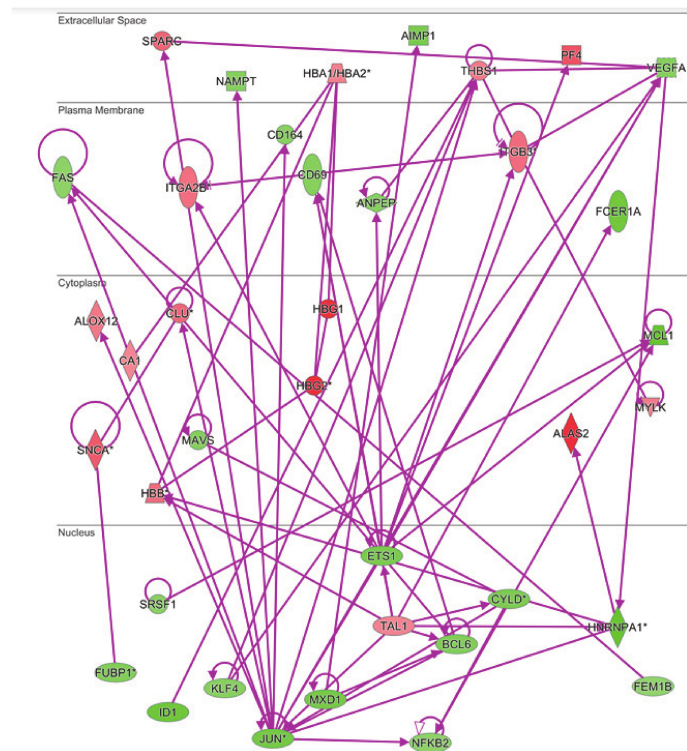 Extracellular Space
SPARC
AIMP1
PF4
NAMPT
HBA1/HBA2*
THBS1
VEGFA
Plasma Membrane
CD164
ITGB3*
FAS
ITGA2B*
CD69
ANPEP
FCER1A
Cytoplasm
ALOX12
CLU*
HBG1
MCL1
CA1
HBG2*
MYLK
SNCA*
MAVS
ALAS2
HBB*
Nucleus
ETS1
SRSF1
CYLD*
TAL1
HNRNPA1*
BCL6
FUBP1*
KLF4
MXD1
FEM1B
ID1
JUN*
NFKB2